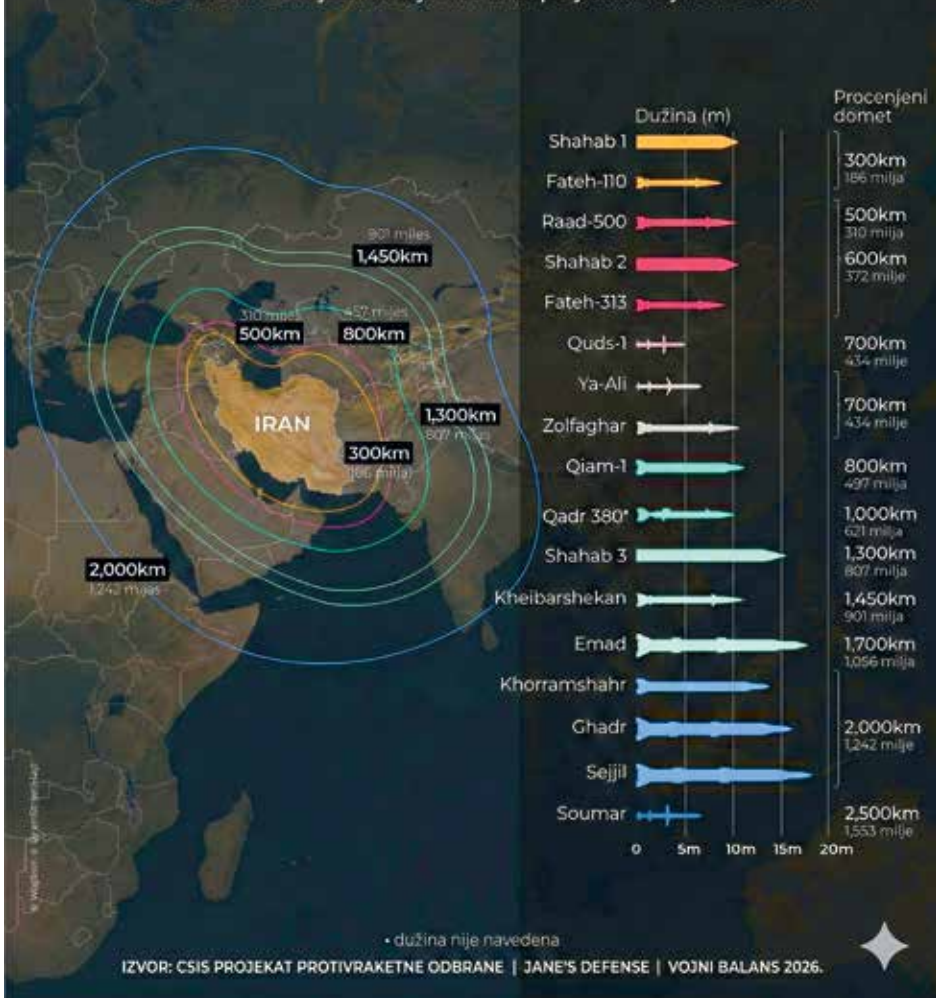 901 miles
1,450km
310 miles
500km
457 miles
800km
IRAN
1,300km
807 miles
300km
(186 milja)
2,000km
1,242 mijas
Dužina (m)
Procenjeni
domet
Shahab 1
Fateh-110
300km
186 milja
Raad-500
500km
310 milja
Shahab 2
600km
372 milje
Fateh-313
Quds-1
700km
434 milje
Ya-Ali
Zolfaghar
700km
434 milje
Qiam-1
800km
497 milja
Qadr 380*
1,000km
621 milja
Shahab 3
1,300km
807 milja
Kheibarshekan
1,450km
901 milja
Emad
1,700km
1,056 milja
Khorramshahr
Ghadr
2,000km
1,242 milje
Sejjil
Soumar
2,500km
1,553 milje
0 5m 10m 15m 20m
• dužina nije navedena
IZVOR: CSIS PROJEKAT PROTIVRAKETNE ODBRANE | JANE'S DEFENSE | VOJNI BALANS 2026.